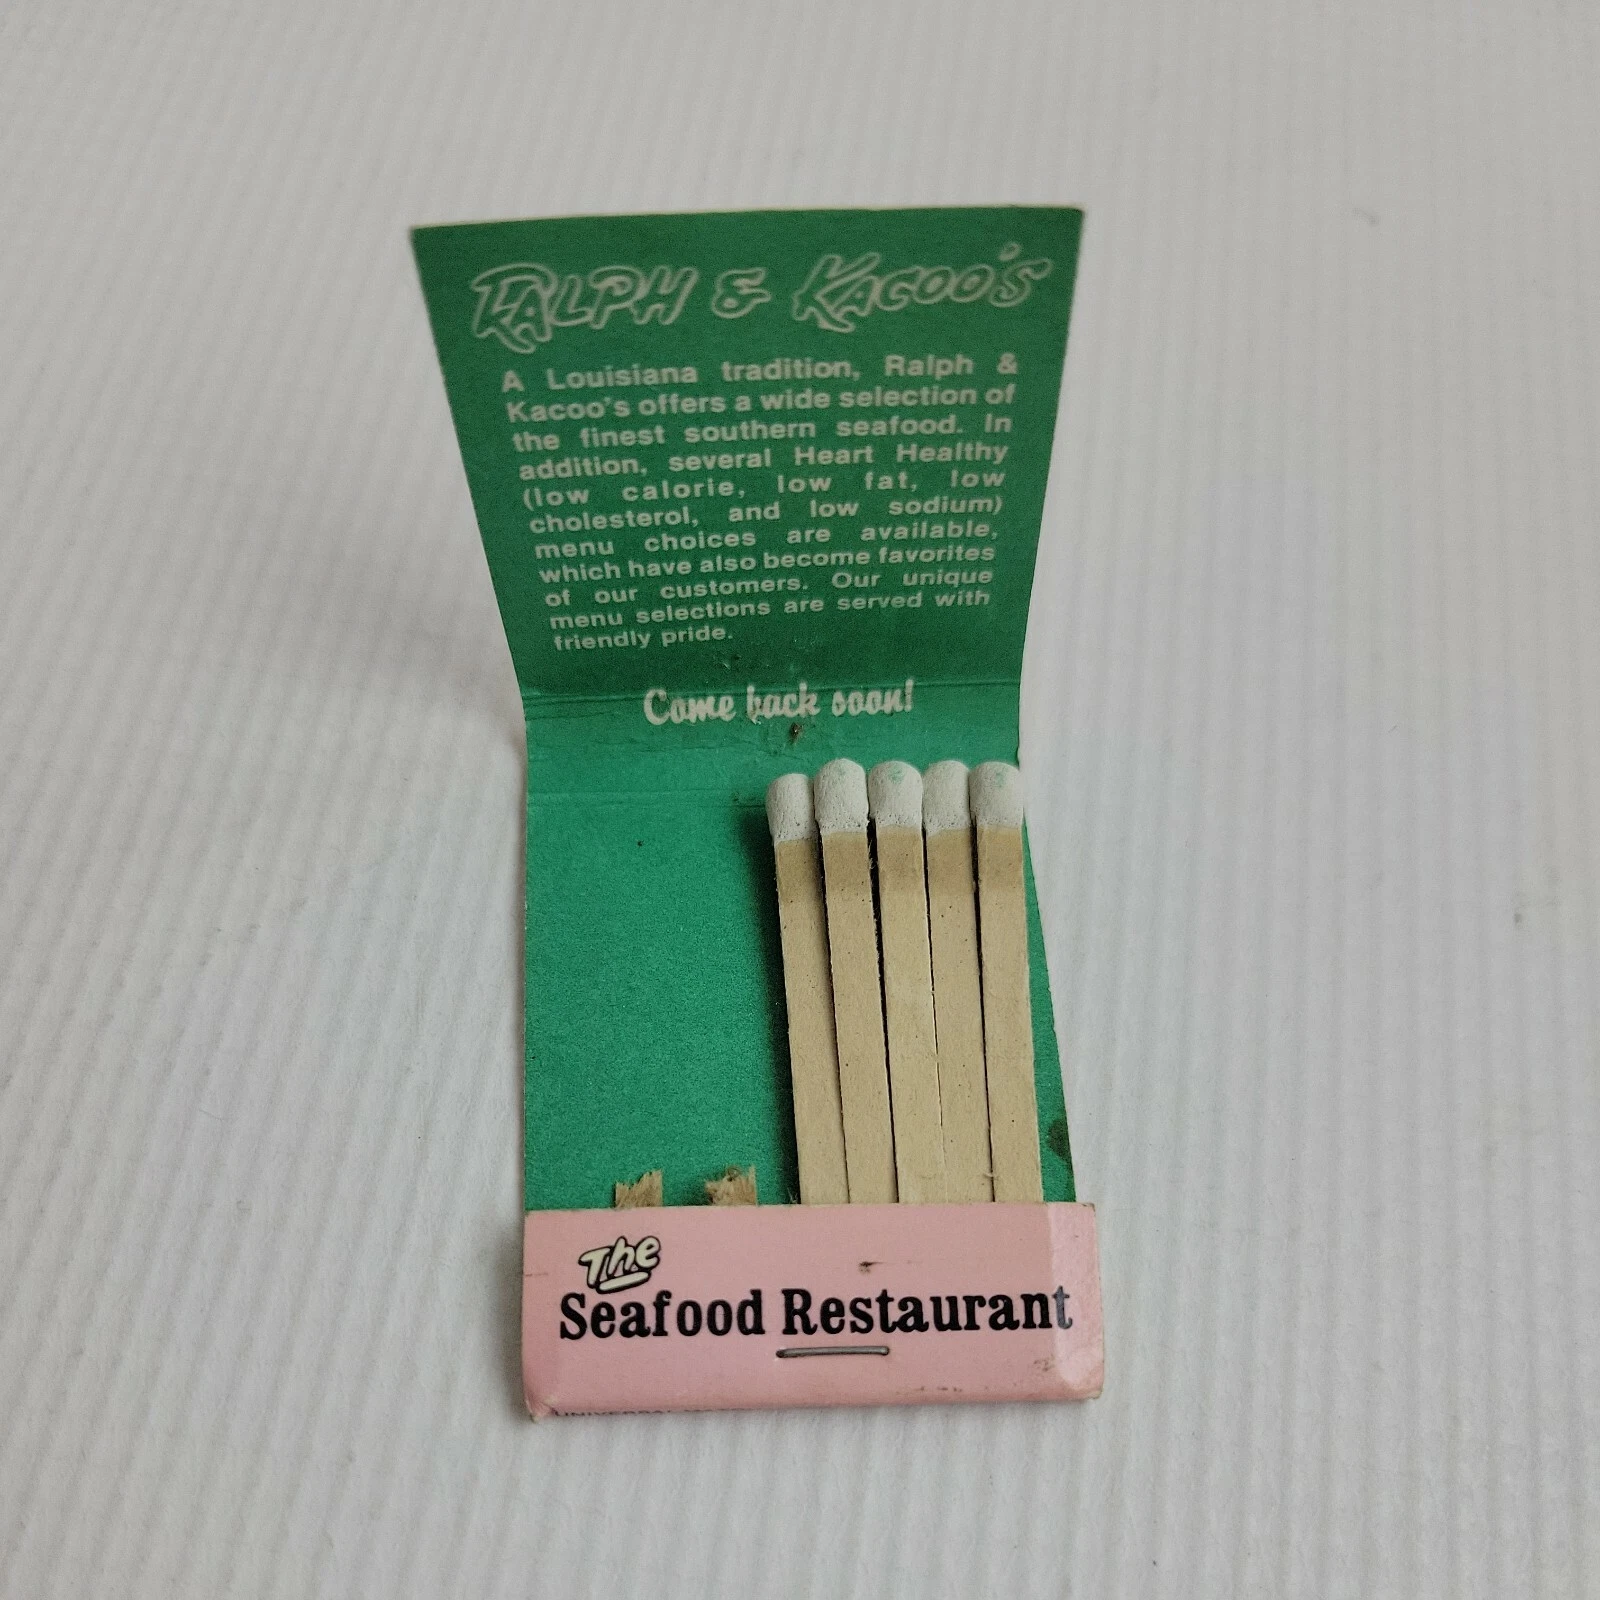 RALPH & KACOO'S
A Louisiana tradition, Ralph &
Kacoo's offers a wide selection of
the finest southern seafood. In
addition, several Heart Healthy
(low calorie, low fat, low
cholesterol, and low sodium)
menu choices are available,
which have also become favorites
of our customers. Our unique
menu selections are served with
friendly pride.
Come back soon!
The
Seafood Restaurant
UNIVERSAL